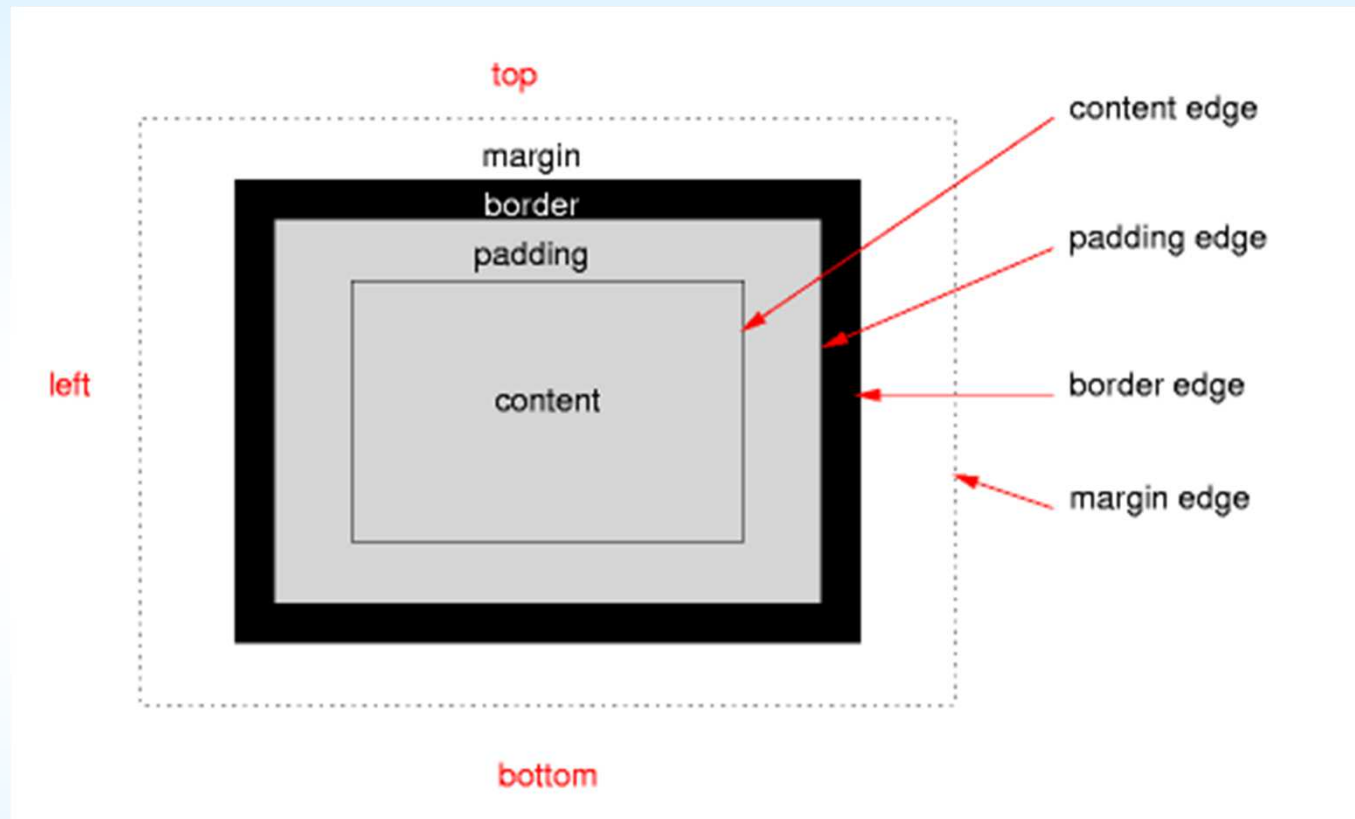 top
content edge
margin
border
padding edge
padding
left
border edge
content
margin edge
bottom